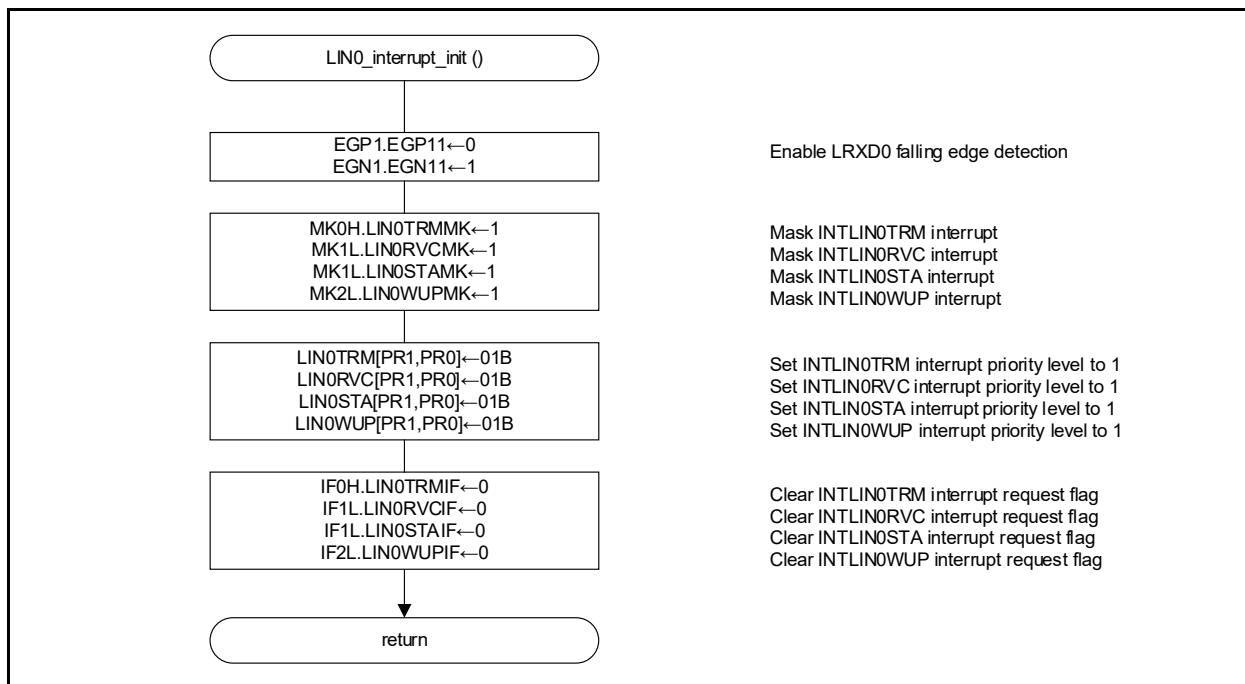 LIN0_interrupt_init ()
EGP1.EGP11←0
EGN1.EGN11←1
Enable LRXD0 falling edge detection
MK0H.LIN0TRMMK←1
MK1L.LIN0RVCMK←1
MK1L.LIN0STAMK←1
MK2L.LIN0WUPMK←1
Mask INTLIN0TRM interrupt
Mask INTLIN0RVC interrupt
Mask INTLIN0STA interrupt
Mask INTLIN0WUP interrupt
LIN0TRM[PR1,PR0]←01B
LIN0RVC[PR1,PR0]←01B
LIN0STA[PR1,PR0]←01B
LIN0WUP[PR1,PR0]←01B
Set INTLIN0TRM interrupt priority level to 1
Set INTLIN0RVC interrupt priority level to 1
Set INTLIN0STA interrupt priority level to 1
Set INTLIN0WUP interrupt priority level to 1
IF0H.LIN0TRMIF←0
IF1L.LIN0RVCIF←0
IF1L.LIN0STAIF←0
IF2L.LIN0WUPIF←0
Clear INTLIN0TRM interrupt request flag
Clear INTLIN0RVC interrupt request flag
Clear INTLIN0STA interrupt request flag
Clear INTLIN0WUP interrupt request flag
return